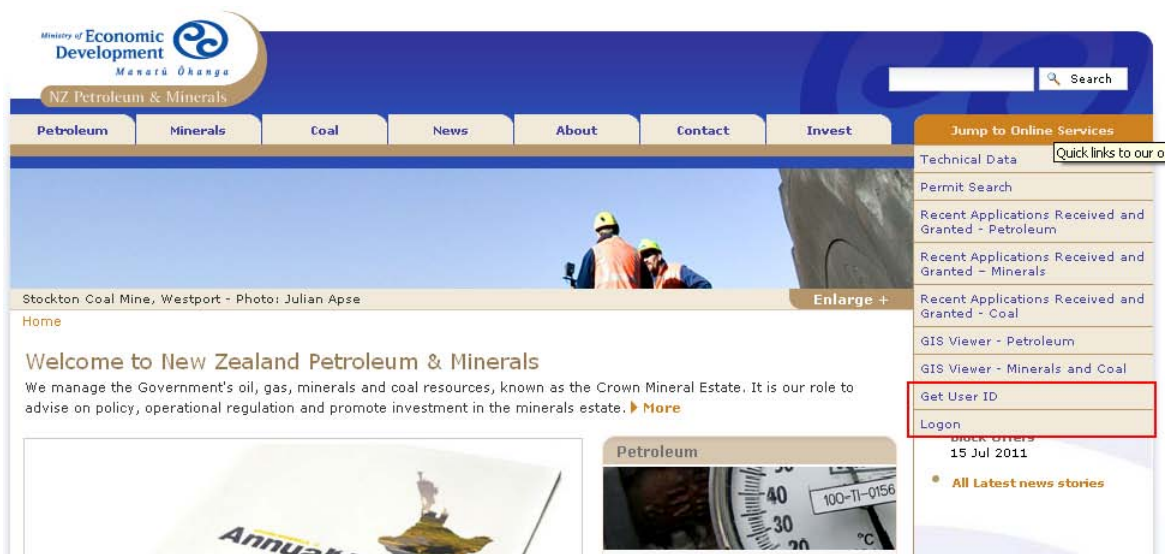 Ministry of Economic
Development
Manatū Ōhanga
NZ Petroleum & Minerals
Search
Petroleum
Minerals
Coal
News
About
Contact
Invest
Jump to Online Services
Quick links to our o
Technical Data
Permit Search
Recent Applications Received and
Granted - Petroleum
Recent Applications Received and
Granted – Minerals
Recent Applications Received and
Granted - Coal
GIS Viewer - Petroleum
GIS Viewer - Minerals and Coal
Get User ID
Logon
Stockton Coal Mine, Westport - Photo: Julian Apse
Enlarge +
Home
Welcome to New Zealand Petroleum & Minerals
We manage the Government's oil, gas, minerals and coal resources, known as the Crown Mineral Estate. It is our role to
advise on policy, operational regulation and promote investment in the minerals estate. More
Block Offers
15 Jul 2011
All Latest news stories
Petroleum
Annua
40
30
20
100-TI-0156
°C